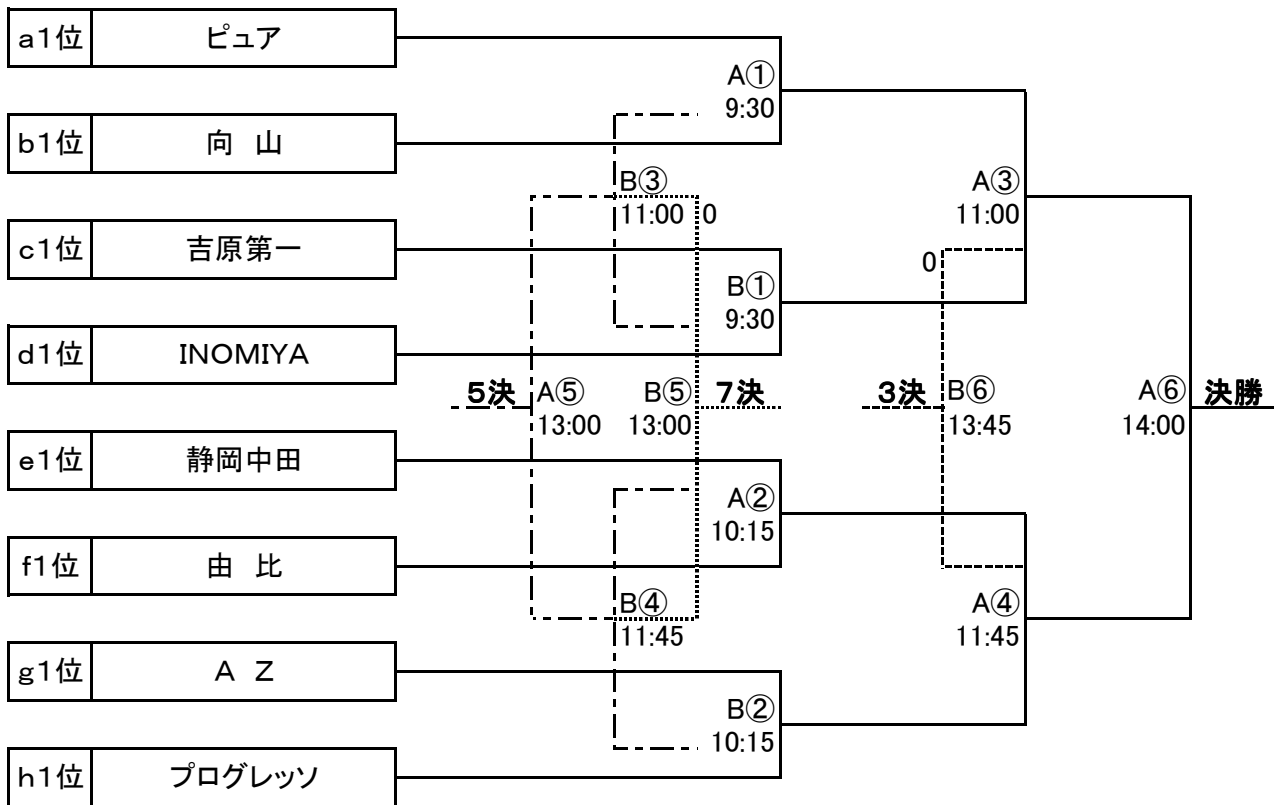 a1位 ピュア
A①
9:30
b1位 向 山
B③
11:00 0
A③
11:00
c1位 吉原第一
0
B①
9:30
d1位 INOMIYA
5決 A⑤ B⑤ 7決 3決 B⑥ A⑥ 決勝
13:00 13:00 13:45 14:00
e1位 静岡中田
A②
10:15
f1位 由 比
B④
11:45
A④
11:45
g1位 A Z
B②
10:15
h1位 プログレッソ